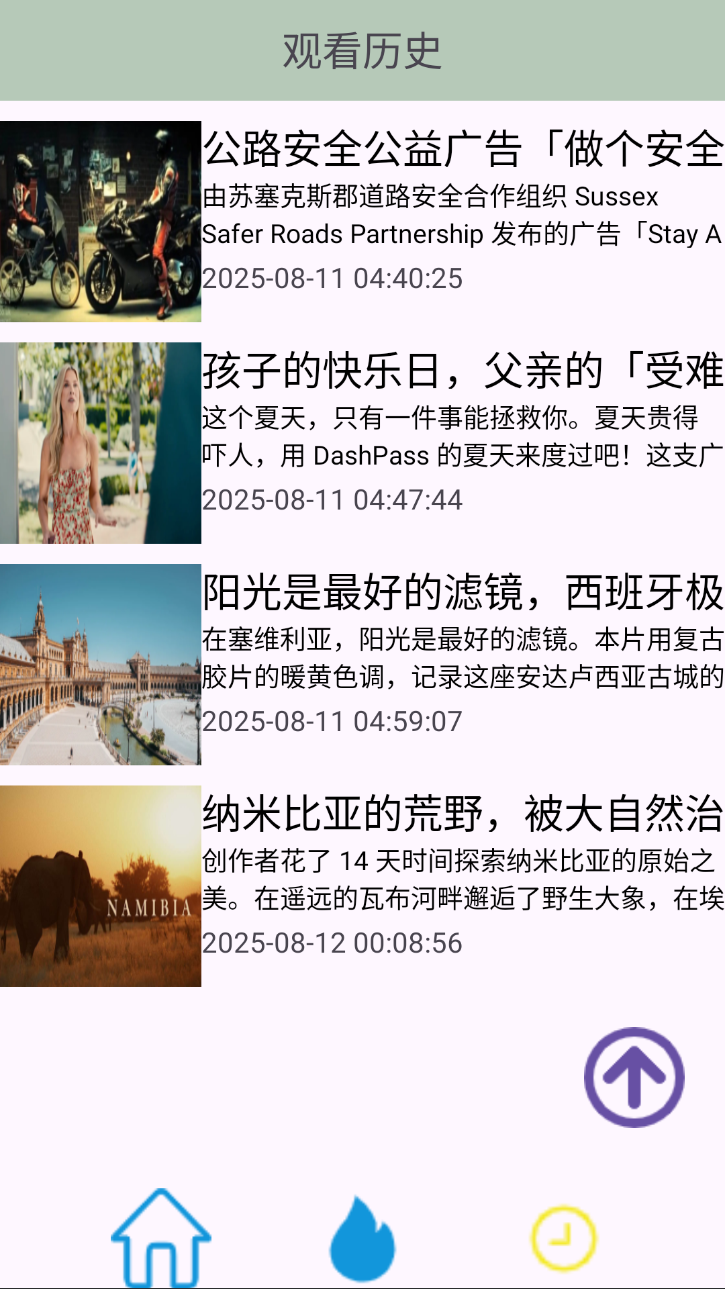 观看历史
公路安全公益广告「做个安全
由苏塞克斯郡道路安全合作组织 Sussex
Safer Roads Partnership 发布的广告「Stay A
2025-08-11 04:40:25
孩子的快乐日，父亲的「受难
这个夏天，只有一件事能拯救你。夏天贵得
吓人，用 DashPass 的夏天来度过吧！这支广
2025-08-11 04:47:44
阳光是最好的滤镜，西班牙极
在塞维利亚，阳光是最好的滤镜。本片用复古
胶片的暖黄色调，记录这座安达卢西亚古城的
2025-08-11 04:59:07
NAMIBIA
纳米比亚的荒野，被大自然治
创作者花了 14 天时间探索纳米比亚的原始之
美。在遥远的瓦布河畔邂逅了野生大象，在埃
2025-08-12 00:08:56